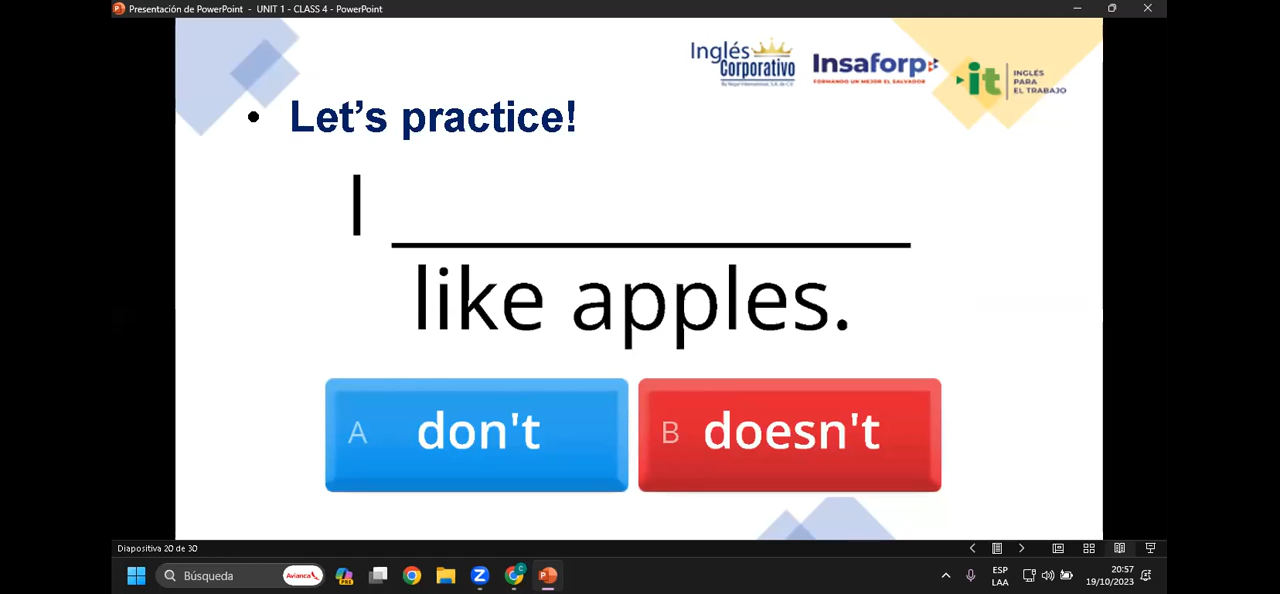 Presentación de PowerPoint - UNIT 1 - CLASS 4 - PowerPoint
Inglés
Corporativo
Insaforp
FORMANDO UN MEJOR EL SALVADOR
it
INGLÉS
PARA
EL TRABAJO
• Let's practice!
I ____________
like apples.
A don't
B doesn't
Diapositiva 20 de 30
Búsqueda
Avianca
PRE
C
ESP
LAA
20:57
19/10/2023